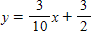 y = 3/10 x + 3/2